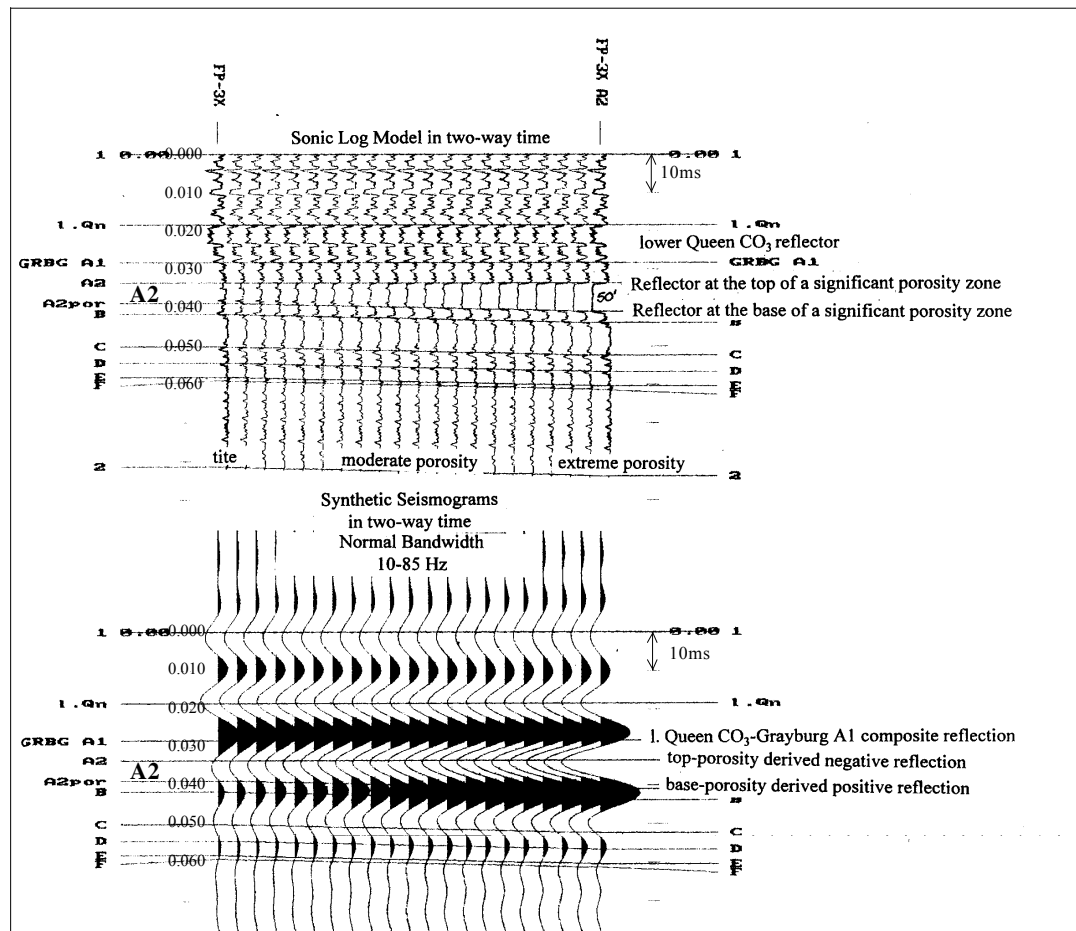 FP-3X
FP-3X A2
Sonic Log Model in two-way time
1 0.00 0.000 0.00 1
10ms
0.010
l.Qn 0.020 l.Qn
lower Queen CO₃ reflector
GRBG A1 0.030 GRBG A1
A2 Reflector at the top of a significant porosity zone
A2
50'
A2por 0.040 Reflector at the base of a significant porosity zone
B B
C 0.050 C
D D
E 0.060 E
F F
tite moderate porosity extreme porosity
2 2
Synthetic Seismograms
in two-way time
Normal Bandwidth
10-85 Hz
1 0.00 0.000 0.00 1
10ms
0.010
l.Qn 0.020 l.Qn
GRBG A1 0.030 l. Queen CO₃-Grayburg A1 composite reflection
A2 top-porosity derived negative reflection
A2
A2por 0.040 base-porosity derived positive reflection
B B
C 0.050 C
D D
E 0.060 E
F F